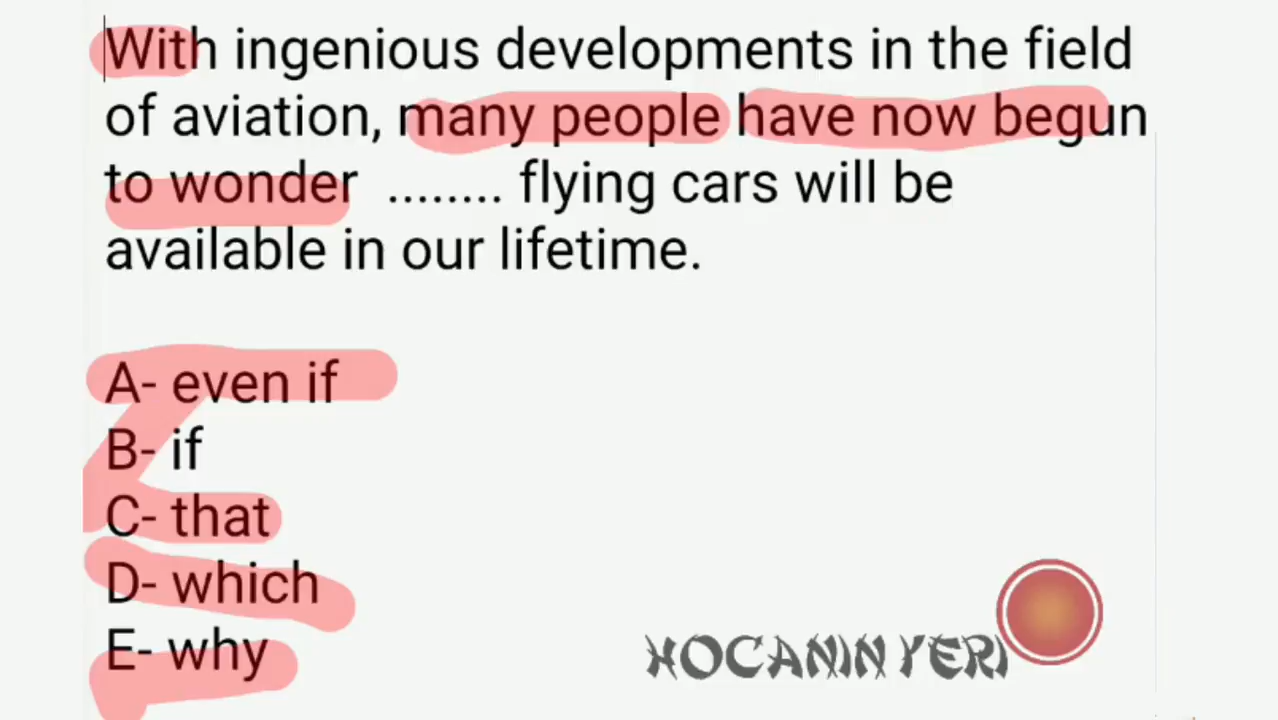 With ingenious developments in the field
of aviation, many people have now begun
to wonder ........ flying cars will be
available in our lifetime.
A- even if
B- if
C- that
D- which
E- why
HOCANIN YERI